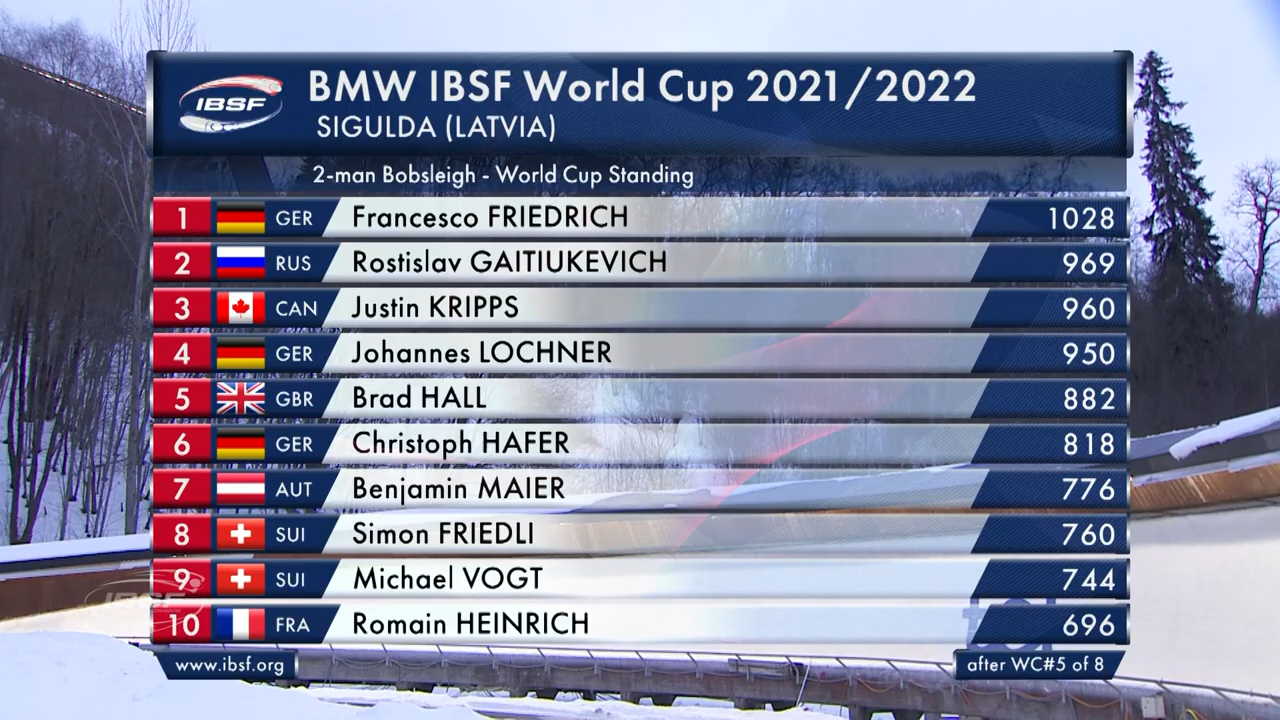 IBSF
BMW IBSF World Cup 2021/2022
SIGULDA (LATVIA)
2-man Bobsleigh - World Cup Standing
1 GER Francesco FRIEDRICH 1028
2 RUS Rostislav GAITIUKEVICH 969
3 CAN Justin KRIPPS 960
4 GER Johannes LOCHNER 950
5 GBR Brad HALL 882
6 GER Christoph HAFER 818
7 AUT Benjamin MAIER 776
8 SUI Simon FRIEDLI 760
9 SUI Michael VOGT 744
10 FRA Romain HEINRICH 696
IBSF
www.ibsf.org
after WC#5 of 8